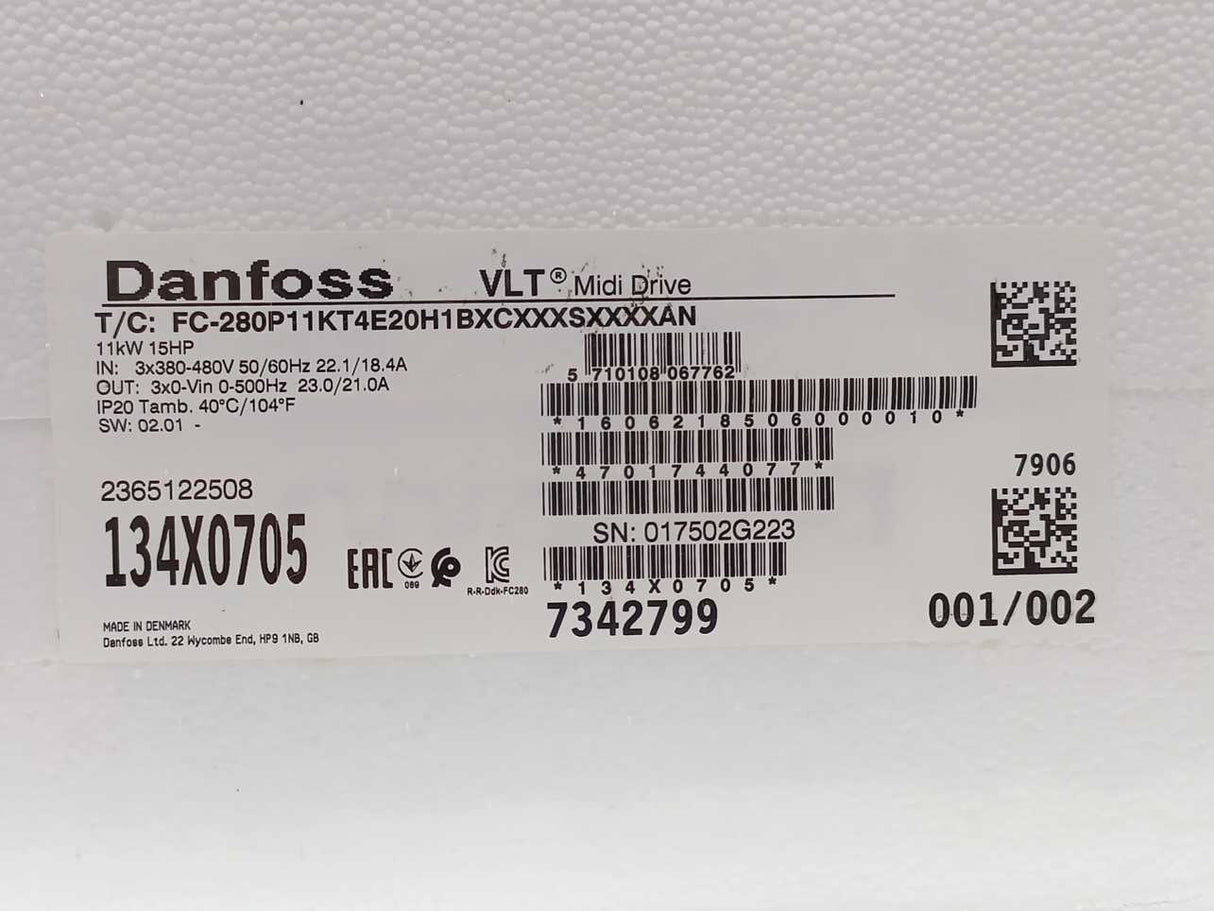 Danfoss VLT® Midi Drive
T/C: FC-280P11KT4E20H1BXCXXXSXXXXAN
11kW 15HP
IN: 3x380-480V 50/60Hz 22.1/18.4A
OUT: 3x0-Vin 0-500Hz 23.0/21.0A
IP20 Tamb. 40°C/104°F
SW: 02.01 -
5 710108 067762
*160621850600010*
*4701744077*
7906
2365122508
SN: 017502G223
134X0705
EAC
089
R-R-Ddk-FC280
*134X0705*
7342799
001/002
MADE IN DENMARK
Danfoss Ltd. 22 Wycombe End, HP9 1NB, GB